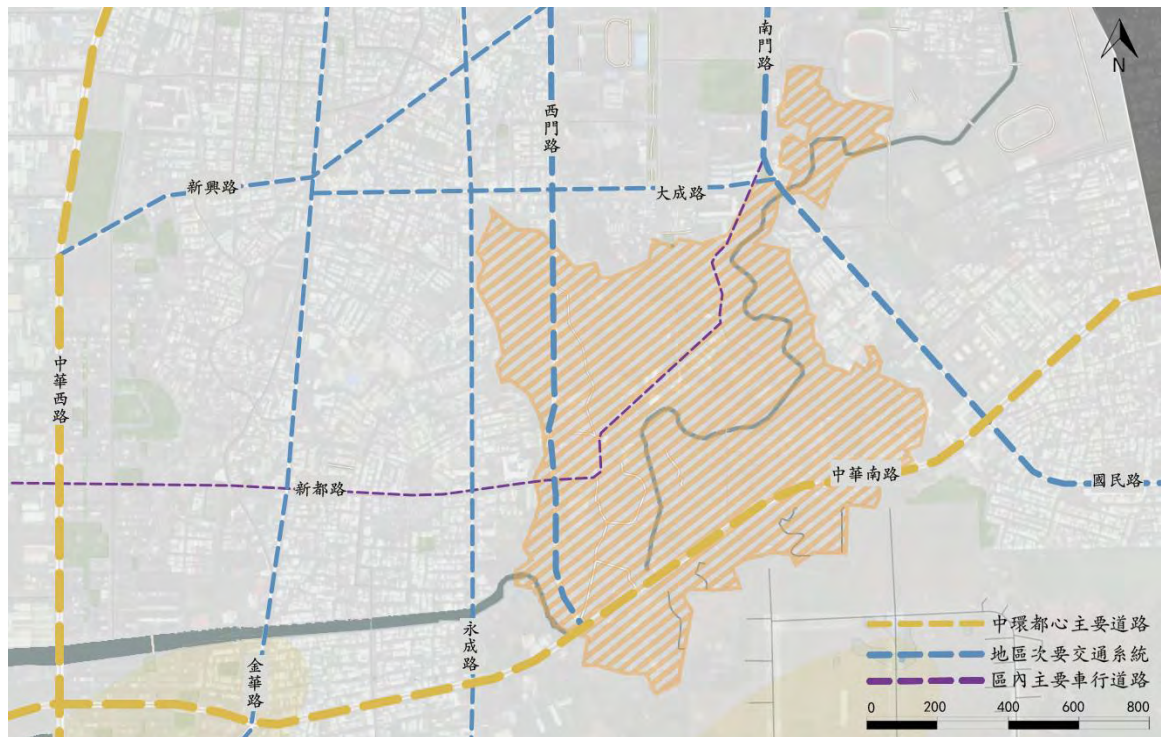 南門路
N
西門路
新興路
大成路
中華西路
中華南路
新都路
國民路
永成路
金華路
中環都心主要道路
地區次要交通系統
區內主要車行道路
0 200 400 600 800